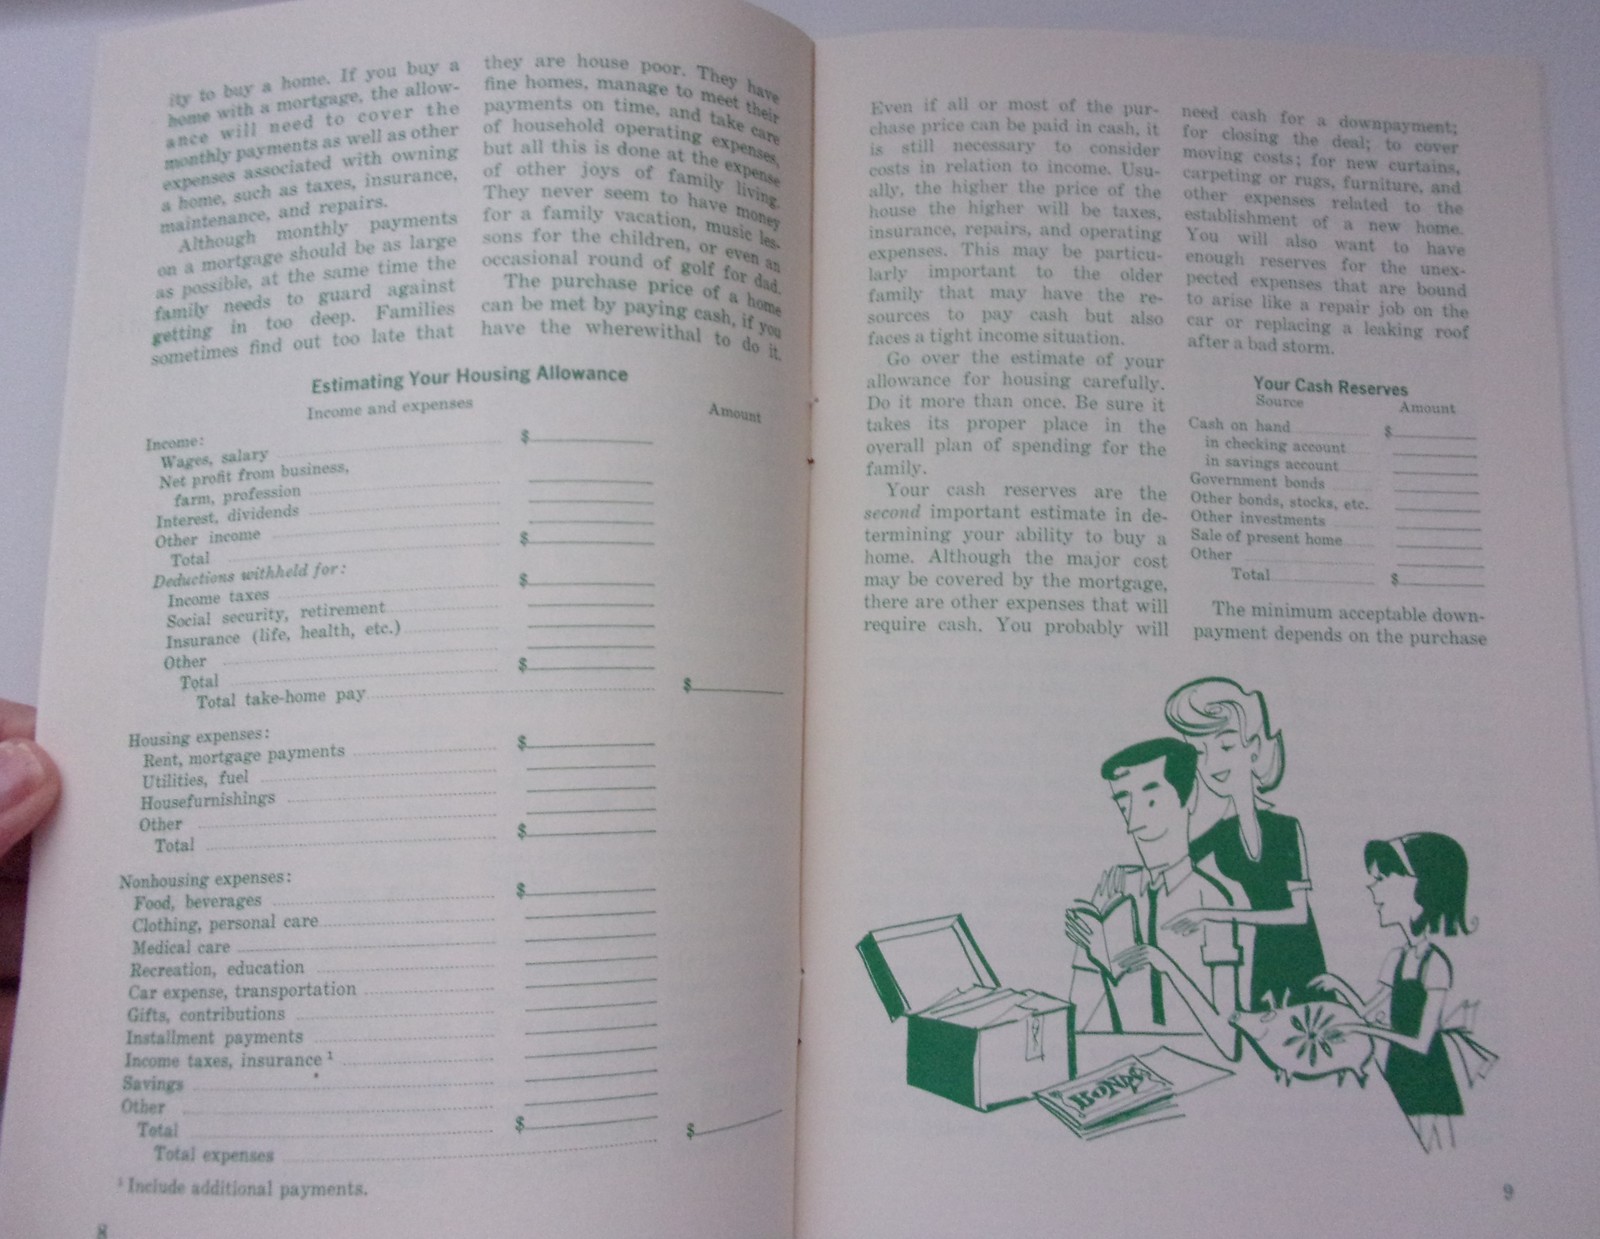 ity to buy a home. If you buy a
home with a mortgage, the allow-
ance will need to cover the
monthly payments as well as other
expenses associated with owning
a home, such as taxes, insurance,
maintenance, and repairs.
Although monthly payments
on a mortgage should be as large
as possible, at the same time the
family needs to guard against
getting in too deep. Families
sometimes find out too late that
they are house poor. They have
fine homes, manage to meet their
payments on time, and take care
of household operating expenses,
but all this is done at the expense
of other joys of family living.
They never seem to have money
for a family vacation, music les-
sons for the children, or even an
occasional round of golf for dad.
The purchase price of a home
can be met by paying cash, if you
have the wherewithal to do it.
Estimating Your Housing Allowance
Income and expenses Amount
Income:
Wages, salary $
Net profit from business,
farm, profession
Interest, dividends
Other income
Total $
Deductions withheld for:
Income taxes $
Social security, retirement
Insurance (life, health, etc.)
Other
Total $
Total take-home pay $
Housing expenses:
Rent, mortgage payments $
Utilities, fuel
Housefurnishings
Other
Total $
Nonhousing expenses:
Food, beverages $
Clothing, personal care
Medical care
Recreation, education
Car expense, transportation
Gifts, contributions
Installment payments
Income taxes, insurance ¹
Savings
Other
Total $
Total expenses $
¹ Include additional payments.
8
Even if all or most of the pur-
chase price can be paid in cash, it
is still necessary to consider
costs in relation to income. Usu-
ally, the higher the price of the
house the higher will be taxes,
insurance, repairs, and operating
expenses. This may be particu-
larly important to the older
family that may have the re-
sources to pay cash but also
faces a tight income situation.
Go over the estimate of your
allowance for housing carefully.
Do it more than once. Be sure it
takes its proper place in the
overall plan of spending for the
family.
Your cash reserves are the
second important estimate in de-
termining your ability to buy a
home. Although the major cost
may be covered by the mortgage,
there are other expenses that will
require cash. You probably will
need cash for a downpayment;
for closing the deal; to cover
moving costs; for new curtains,
carpeting or rugs, furniture, and
other expenses related to the
establishment of a new home.
You will also want to have
enough reserves for the unex-
pected expenses that are bound
to arise like a repair job on the
car or replacing a leaking roof
after a bad storm.
Your Cash Reserves
Source Amount
Cash on hand $
in checking account
in savings account
Government bonds
Other bonds, stocks, etc.
Other investments
Sale of present home
Other
Total $
The minimum acceptable down-
payment depends on the purchase
BONDS
9